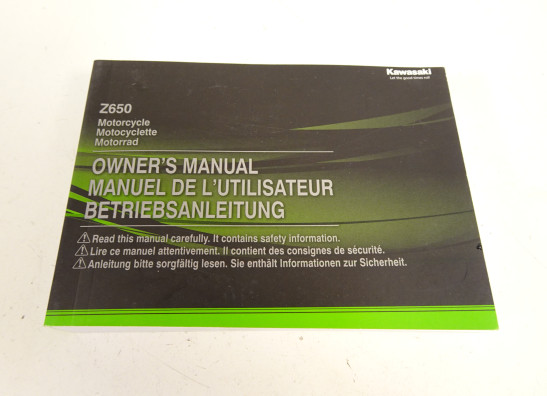 Kawasaki
Let the good times roll
Z650
Motorcycle
Motocyclette
Motorrad
OWNER'S MANUAL
MANUEL DE L'UTILISATEUR
BETRIEBSANLEITUNG
Read this manual carefully. It contains safety information.
Lire ce manuel attentivement. Il contient des consignes de sécurité.
Anleitung bitte sorgfältig lesen. Sie enthält Informationen zur Sicherheit.